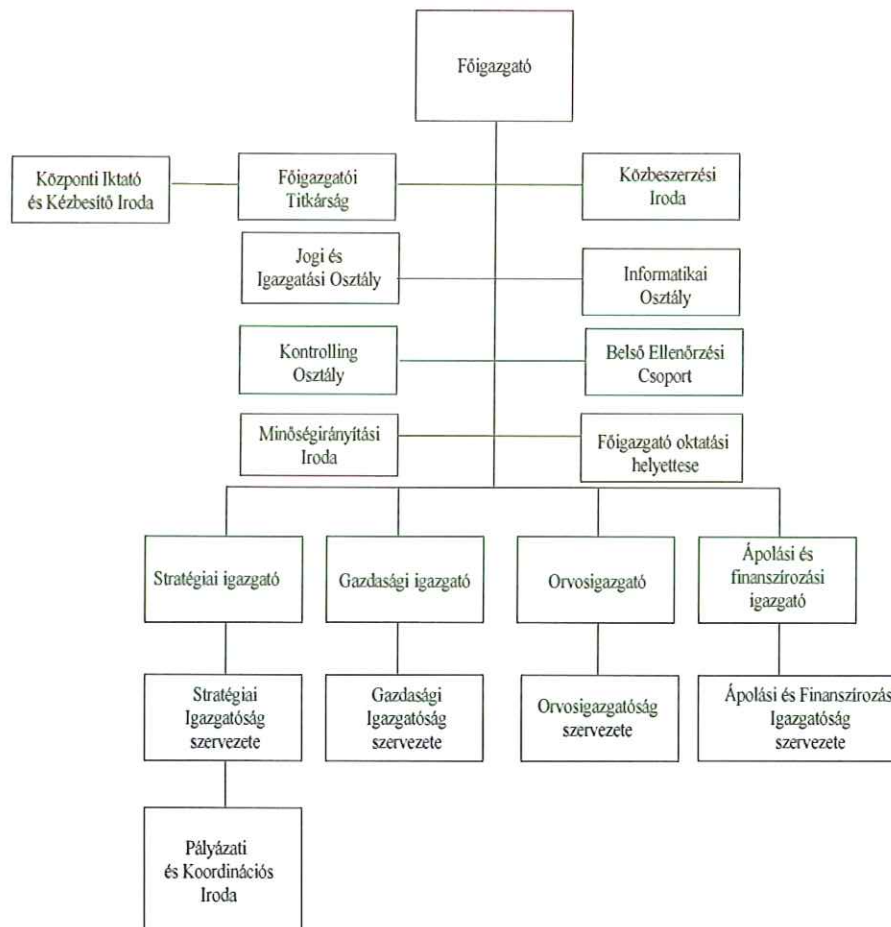 Főigazgató
Központi Iktató
és Kézbesítő Iroda
Főigazgatói
Titkárság
Közbeszerzési
Iroda
Jogi és
Igazgatási Osztály
Informatikai
Osztály
Kontrolling
Osztály
Belső Ellenőrzési
Csoport
Minőségirányítási
Iroda
Főigazgató oktatási
helyettese
Stratégiai igazgató
Gazdasági igazgató
Orvosigazgató
Ápolási és
finanszírozási
igazgató
Stratégiai
Igazgatóság
szervezete
Gazdasági
Igazgatóság
szervezete
Orvosigazgatóság
szervezete
Ápolási és Finanszírozás
Igazgatóság
szervezete
Pályázati
és Koordinációs
Iroda